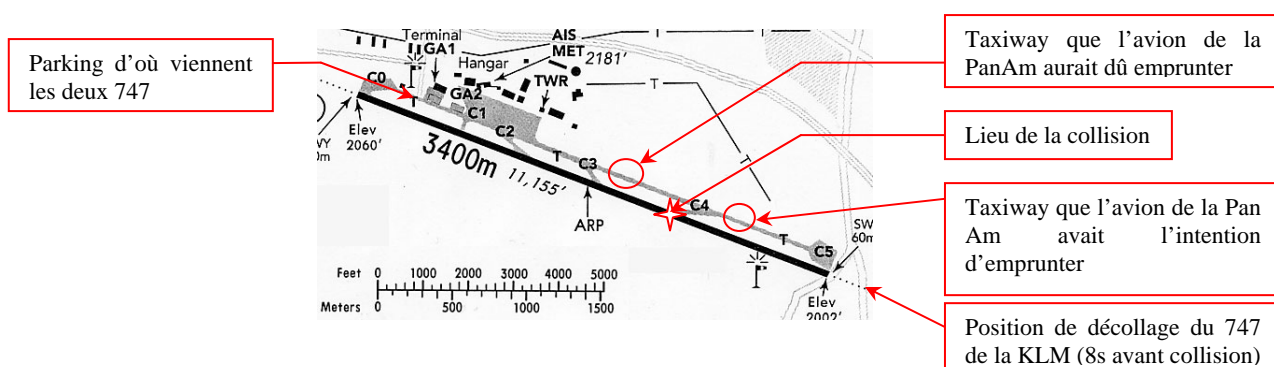 Parking d'où viennent
les deux 747
Terminal
GA1
AIS
MET
2181'
Hangar
C0
T
GA2
TWR
C1
C2
T
T
T
T
T
Elev
2060'
3400m
11,155'
C3
ARP
C4
T
C5
SW
60m
Elev
2002'
Feet 0 1000 2000 3000 4000 5000
Meters 0 500 1000 1500
Taxiway que l'avion de la
PanAm aurait dû emprunter
Lieu de la collision
Taxiway que l'avion de la Pan
Am avait l'intention
d'emprunter
Position de décollage du 747
de la KLM (8s avant collision)